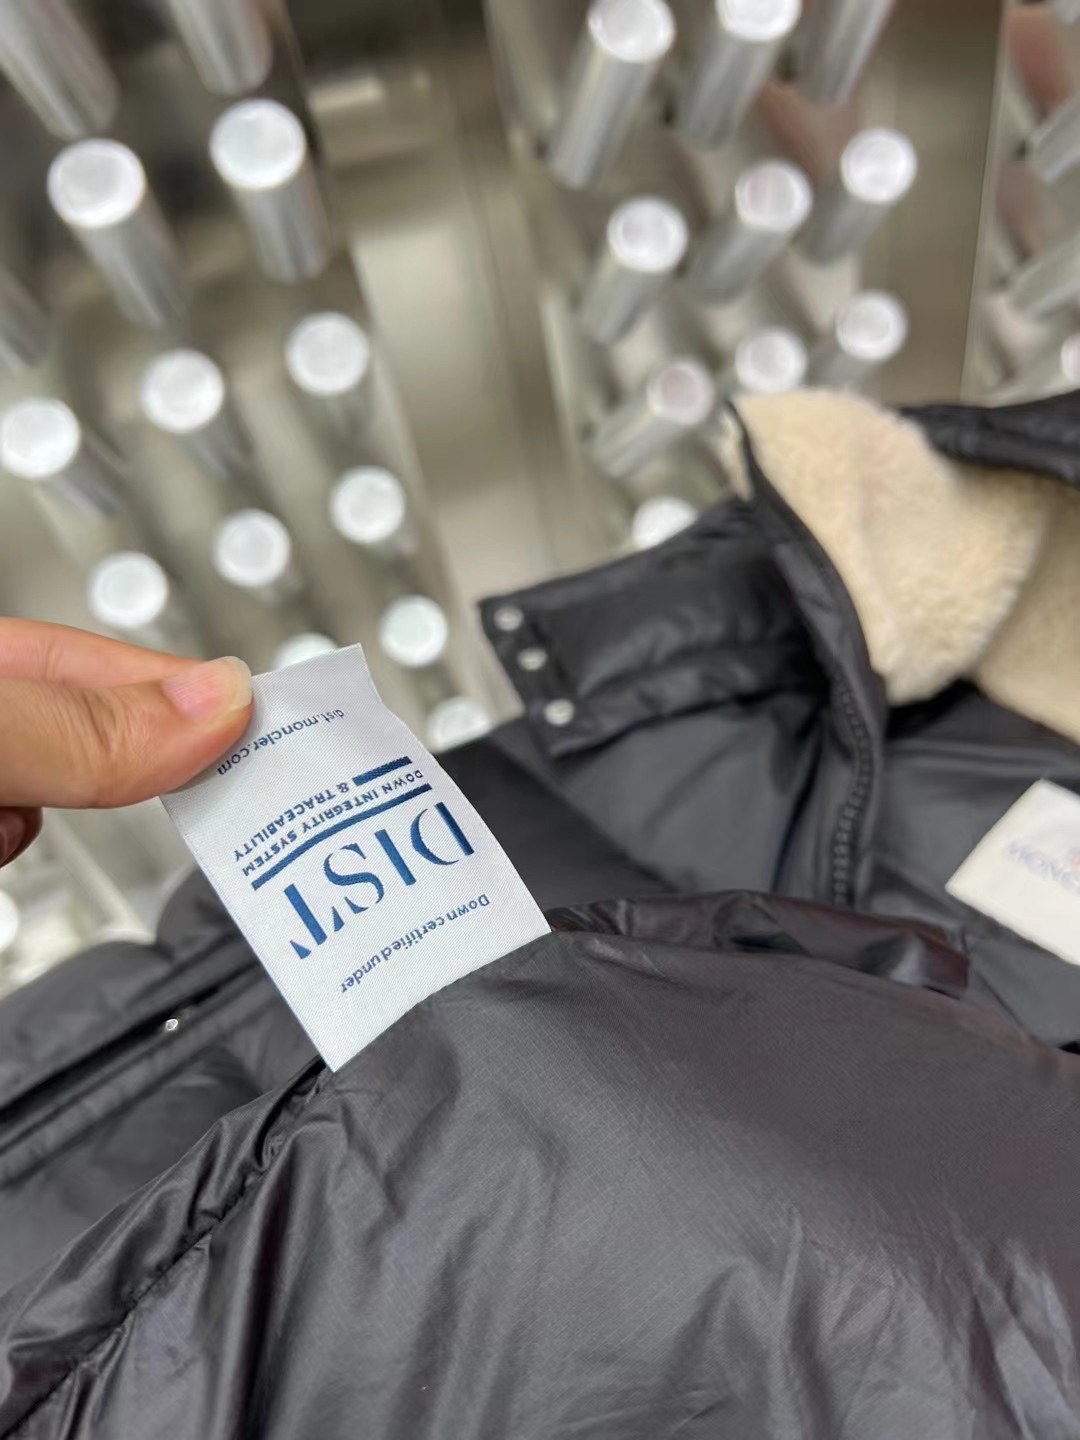 Down certified under
DIST
DOWN INTEGRITY SYSTEM
& TRACEABILITY
dist.moncler.com